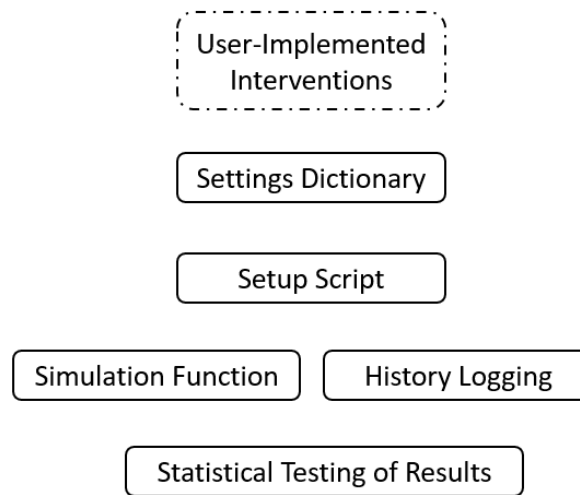 User-Implemented
Interventions
Settings Dictionary
Setup Script
Simulation Function
History Logging
Statistical Testing of Results